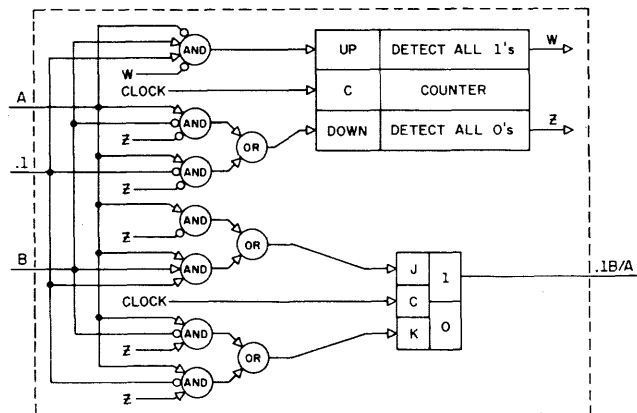 AND
UP DETECT ALL 1's W
W
CLOCK C COUNTER
A
AND
Z
OR
DOWN DETECT ALL 0's Z
.1
AND
Z
AND
Z
OR
B
AND
J 1 .1B/A
CLOCK C
K 0
AND
Z
OR
AND
Z